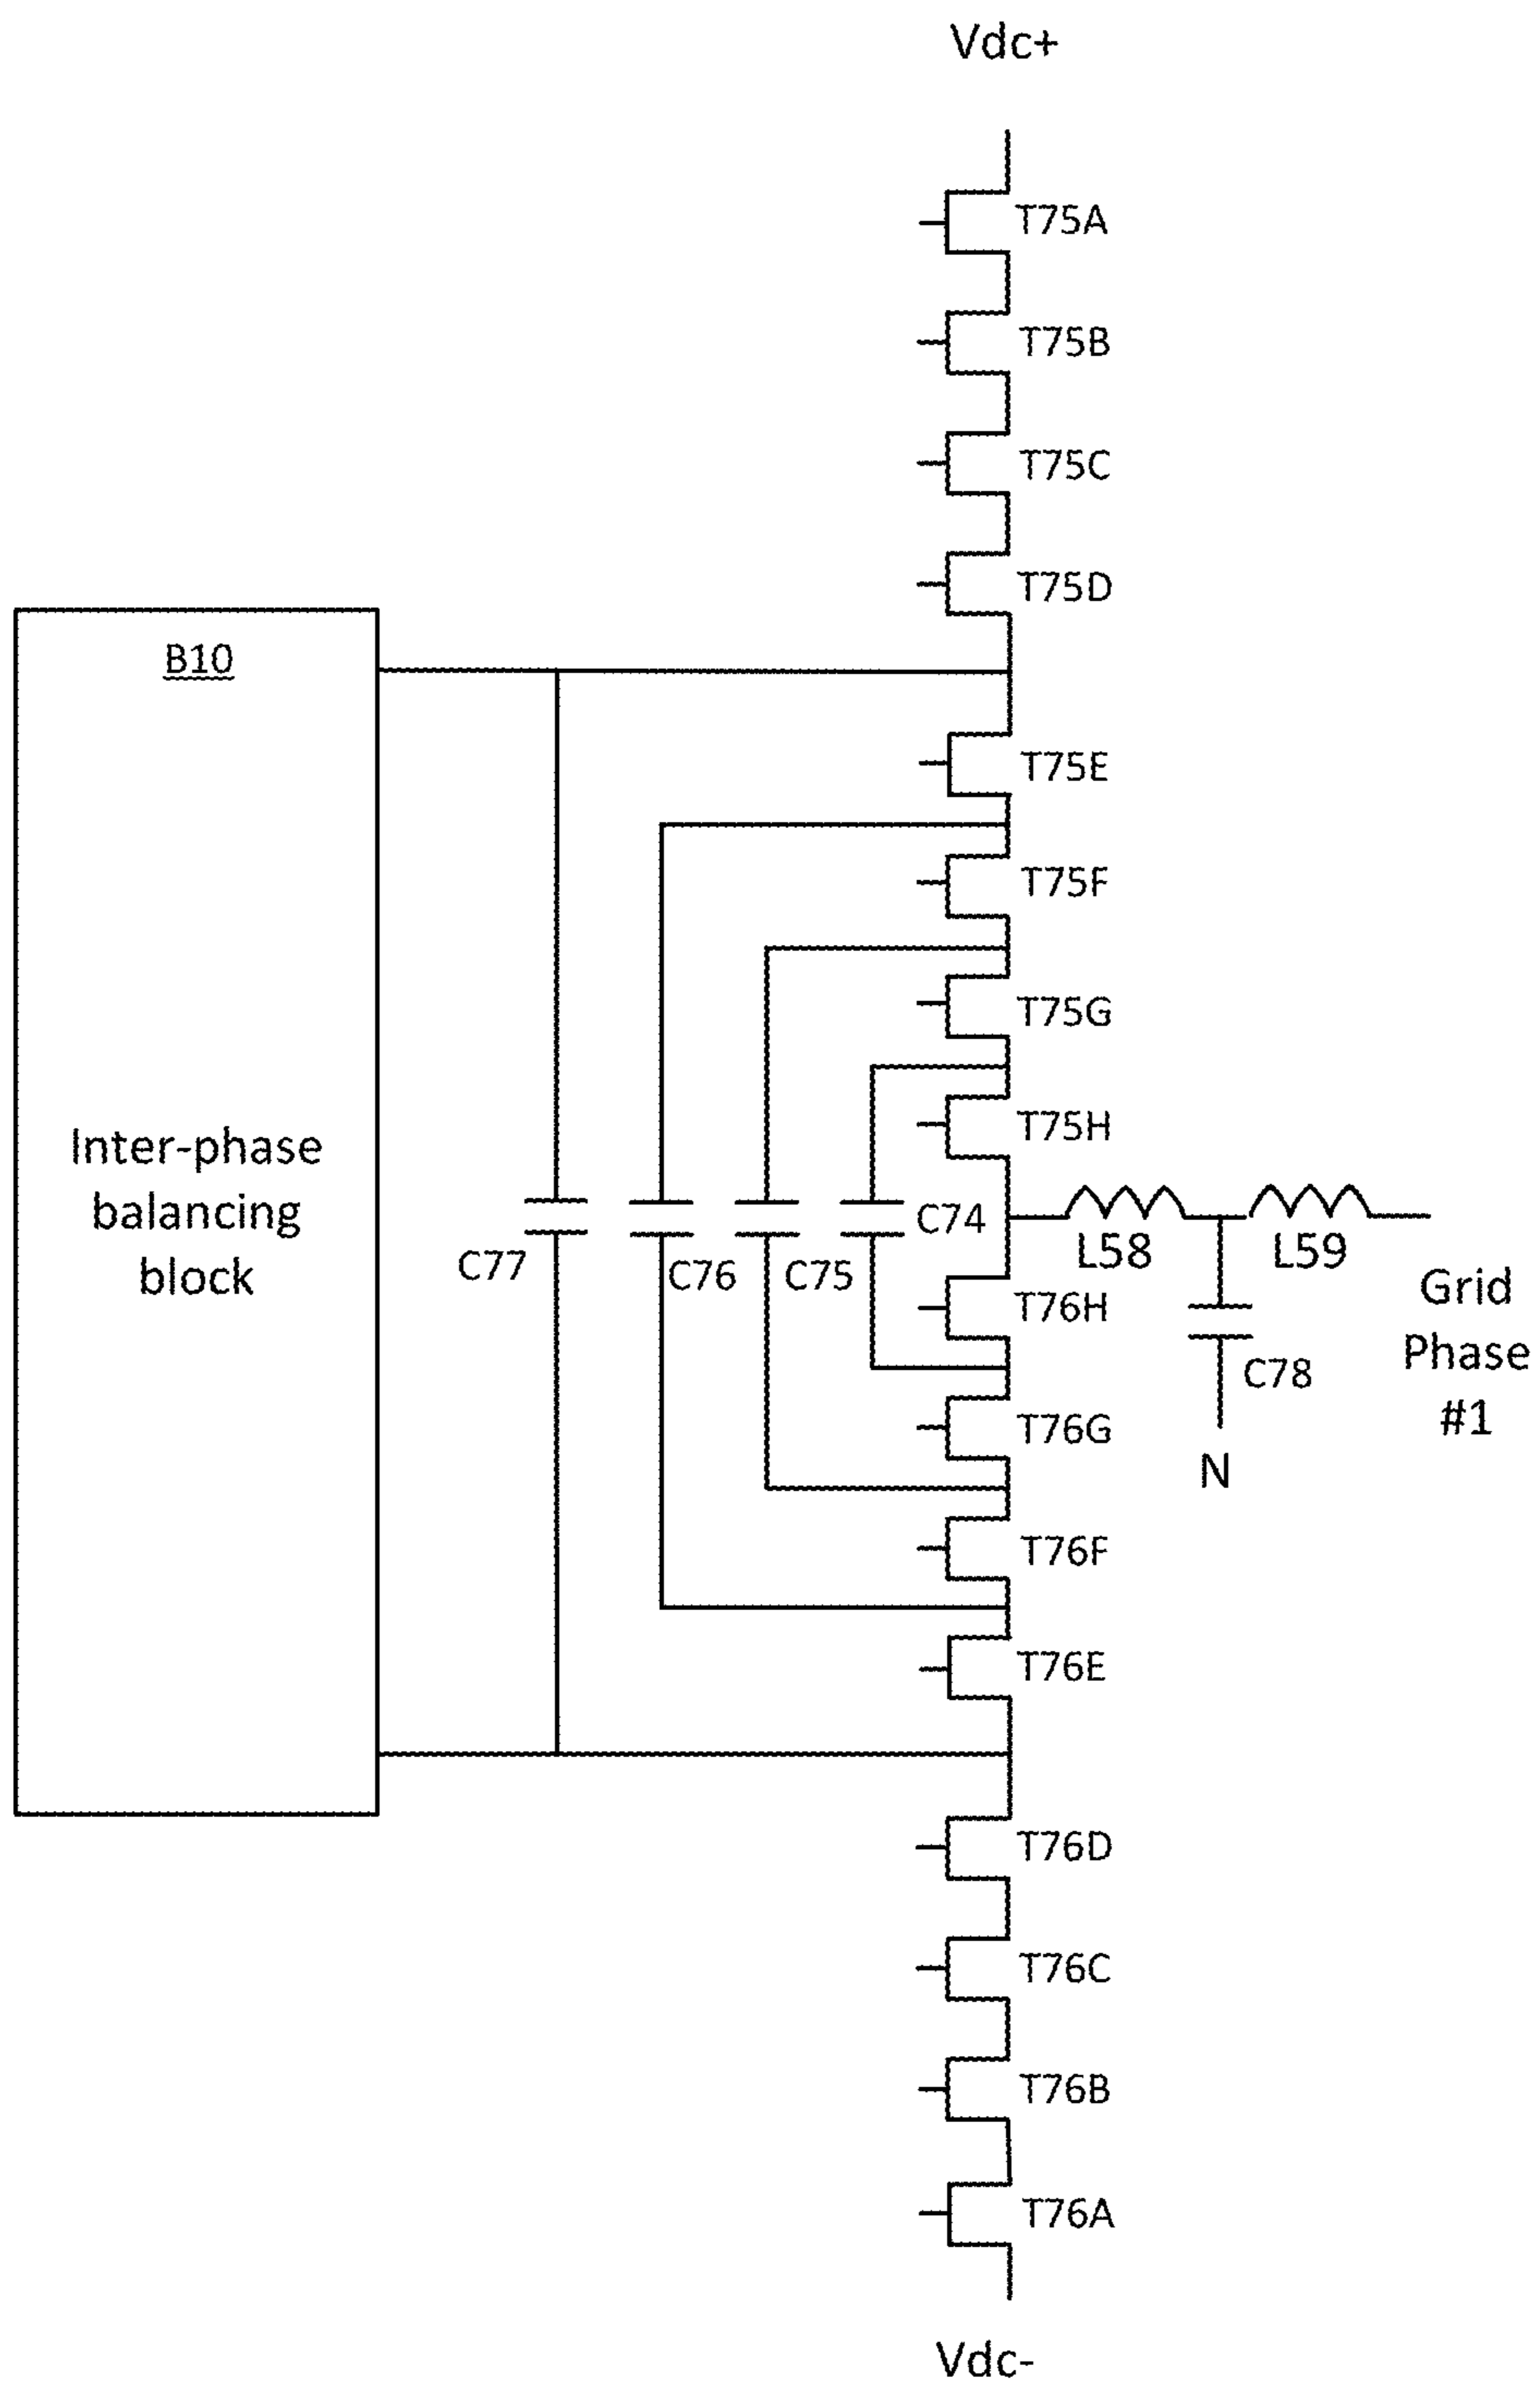 Vdc+
T75A
T75B
T75C
T75D
B10
T75E
T75F
T75G
T75H
Inter-phase
balancing
block
C77
C76
C75
C74
L58
L59
Grid
Phase
#1
T76H
C78
N
T76G
T76F
T76E
T76D
T76C
T76B
T76A
Vdc-